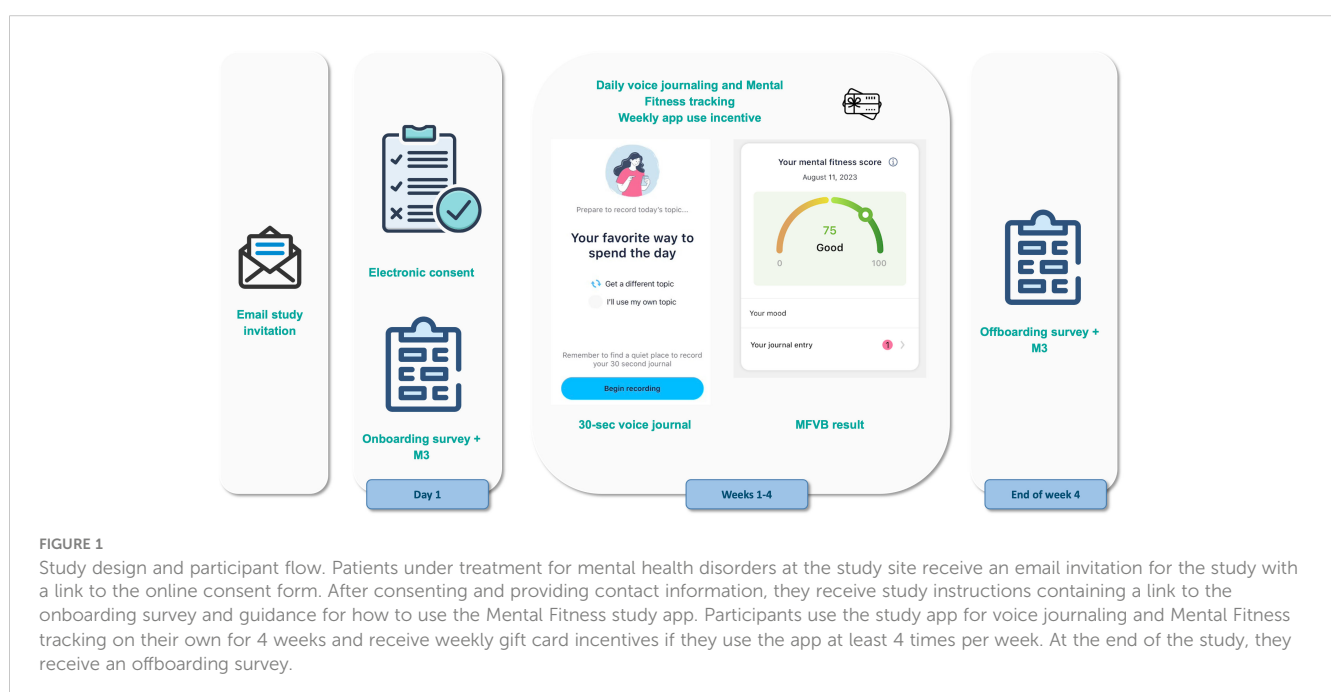 Email study
invitation
Electronic consent
Onboarding survey +
M3
Day 1
Daily voice journaling and Mental
Fitness tracking
Weekly app use incentive
Prepare to record today's topic...
Your favorite way to
spend the day
Get a different topic
I'll use my own topic
Remember to find a quiet place to record
your 30 second journal
Begin recording
30-sec voice journal
Your mental fitness score
August 11, 2023
75
Good
0
100
Your mood
Your journal entry
1
MFVB result
Weeks 1-4
Offboarding survey +
M3
End of week 4
FIGURE 1
Study design and participant flow. Patients under treatment for mental health disorders at the study site receive an email invitation for the study with
a link to the online consent form. After consenting and providing contact information, they receive study instructions containing a link to the
onboarding survey and guidance for how to use the Mental Fitness study app. Participants use the study app for voice journaling and Mental Fitness
tracking on their own for 4 weeks and receive weekly gift card incentives if they use the app at least 4 times per week. At the end of the study, they
receive an offboarding survey.